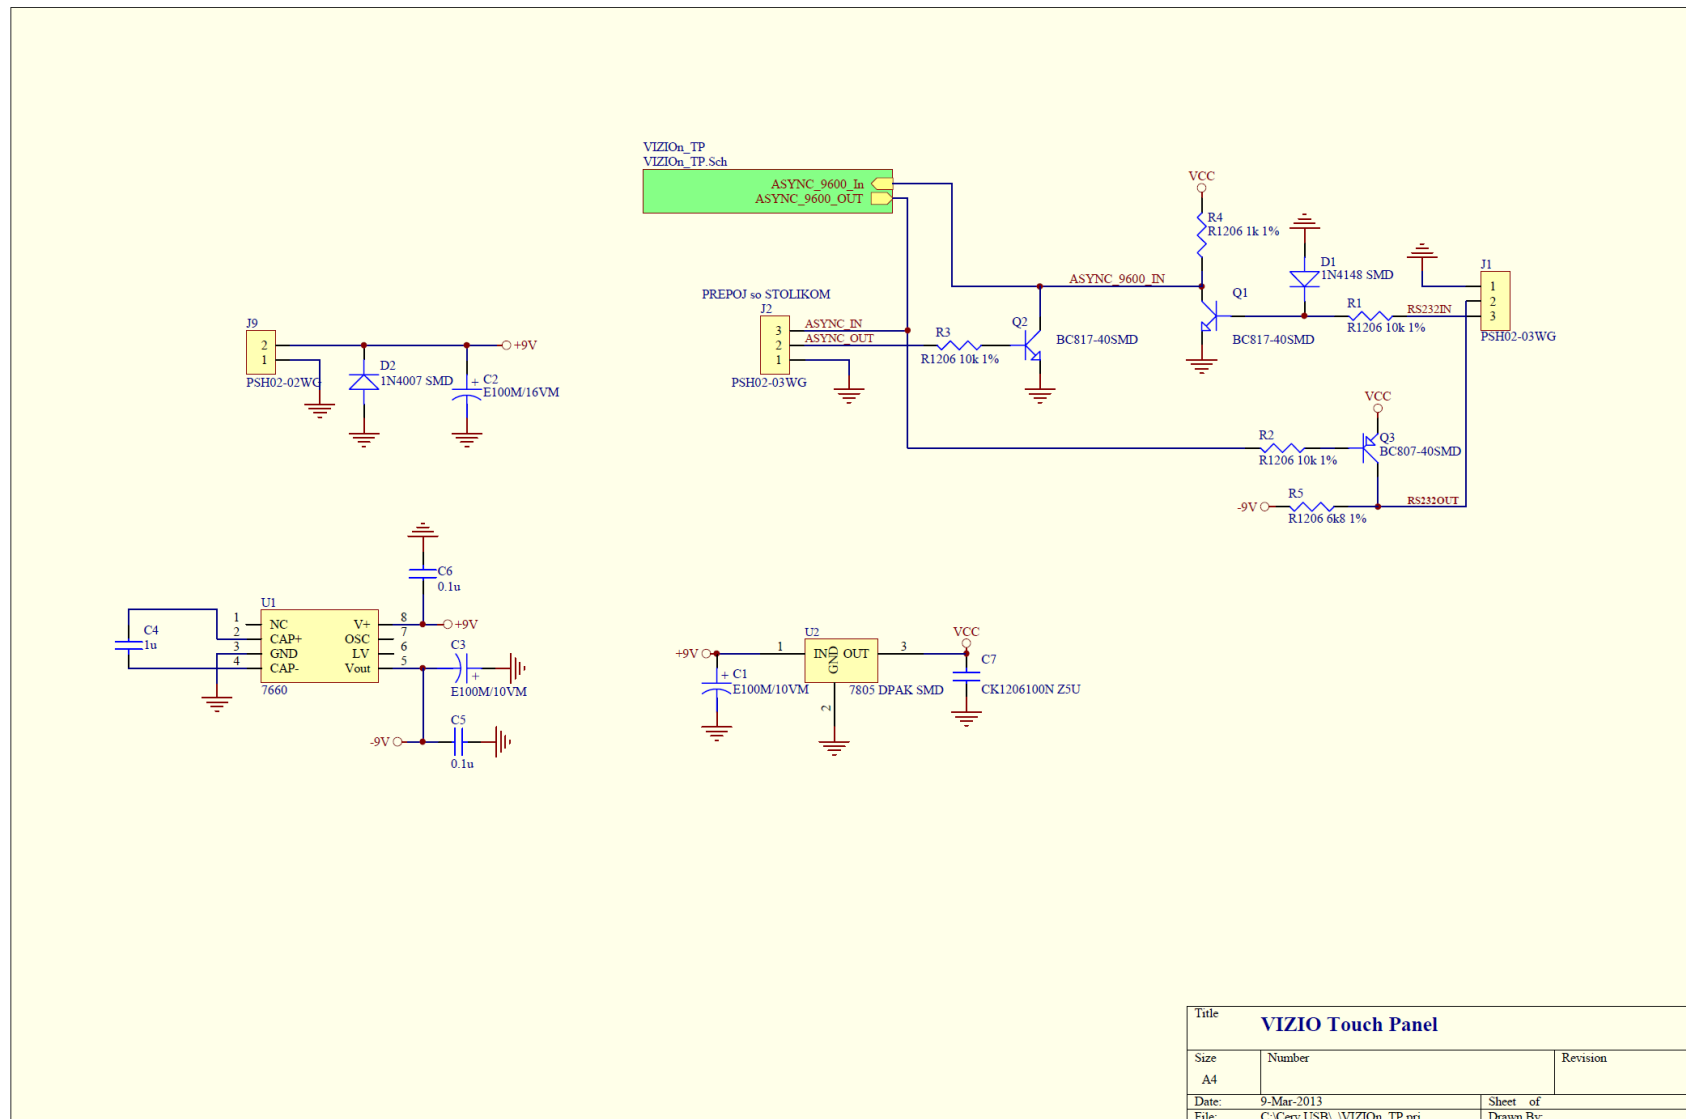 VIZIOn_TP
VIZIOn_TP.Sch
ASYNC_9600_In
ASYNC_9600_OUT
VCC
R4
R1206 1k 1%
D1
1N4148 SMD
J1
1
2
3
PSH02-03WG
ASYNC_9600_IN
Q1
BC817-40SMD
R1
R1206 10k 1%
RS232IN
PREPOJ so STOLIKOM
J2
3
2
1
PSH02-03WG
ASYNC_IN
ASYNC_OUT
R3
R1206 10k 1%
Q2
BC817-40SMD
J9
2
1
PSH02-02WG
D2
1N4007 SMD
C2
+
E100M/16VM
+9V
VCC
R2
R1206 10k 1%
Q3
BC807-40SMD
-9V
R5
R1206 6k8 1%
RS232OUT
C6
0.1u
U1
1
2
3
4
NC
CAP+
GND
CAP-
V+
OSC
LV
Vout
8
7
6
5
7660
C4
1u
+9V
C3
+
E100M/10VM
C5
-9V
0.1u
U2
+9V
1
IN
GND
OUT
3
2
7805 DPAK SMD
+
C1
E100M/10VM
VCC
C7
CK1206100N Z5U
Title
VIZIO Touch Panel
Size
Number
Revision
A4
Date:
9-Mar-2013
Sheet of
File:
C:\Cerv USB\..\VIZIOn_TP.prj
Drawn By: